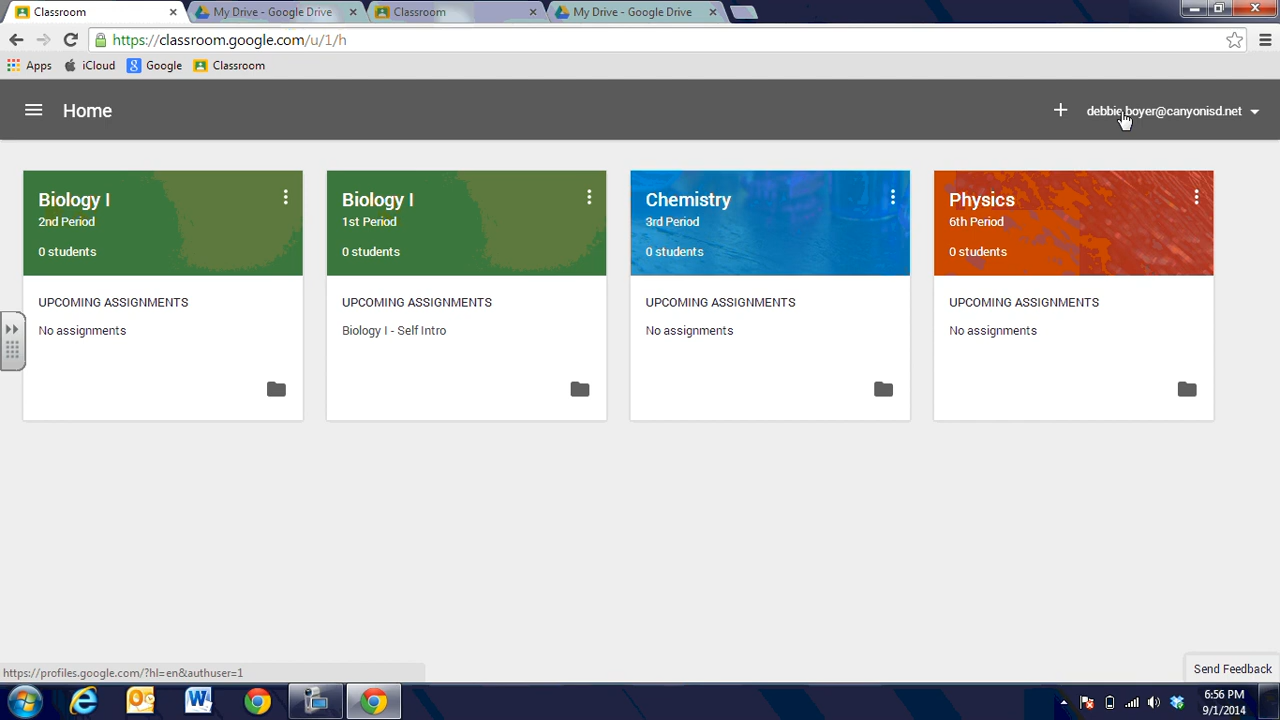 Classroom
My Drive - Google Drive
Classroom
My Drive - Google Drive
https://classroom.google.com/u/1/h
Apps
iCloud
Google
Classroom
Home
debbie.boyer@canyonisd.net
Biology I
2nd Period
0 students
UPCOMING ASSIGNMENTS
No assignments
Biology I
1st Period
0 students
UPCOMING ASSIGNMENTS
Biology I - Self Intro
Chemistry
3rd Period
0 students
UPCOMING ASSIGNMENTS
No assignments
Physics
6th Period
0 students
UPCOMING ASSIGNMENTS
No assignments
https://profiles.google.com/?hl=en&authuser=1
Send Feedback
6:56 PM
9/1/2014